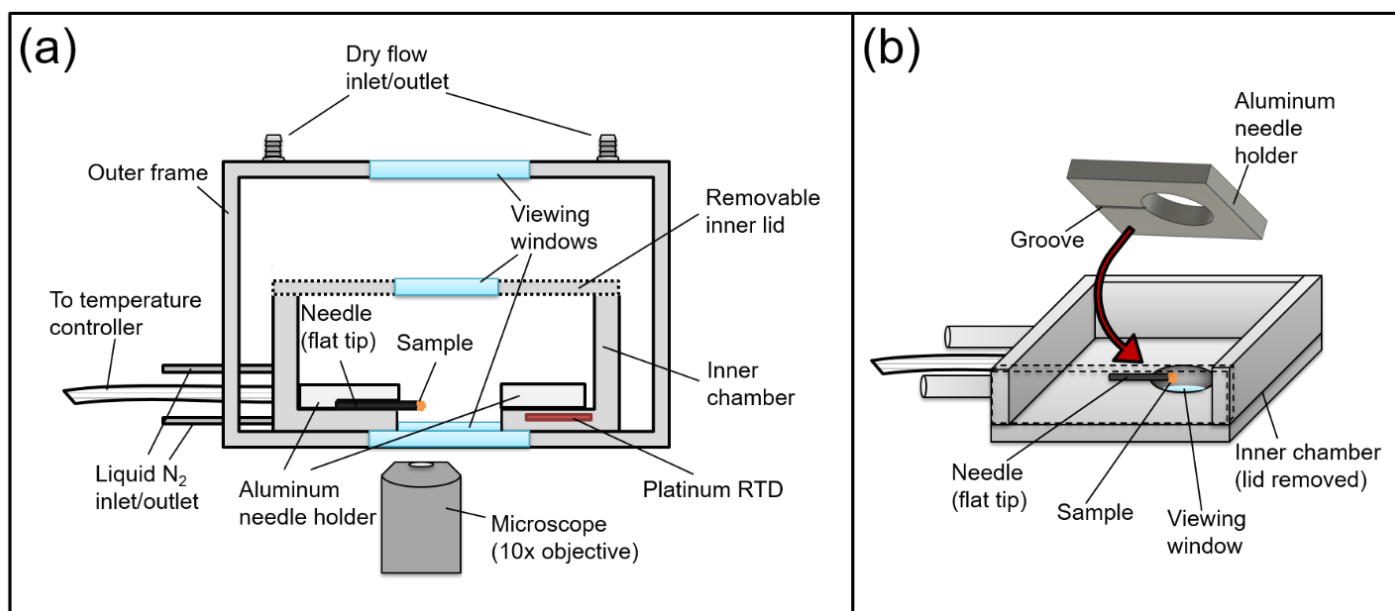 (a)
Dry flow
inlet/outlet
Outer frame
Viewing
windows
Removable
inner lid
To temperature
controller
Needle
(flat tip)
Sample
Inner
chamber
Liquid N₂
inlet/outlet
Aluminum
needle holder
Platinum RTD
Microscope
(10x objective)
(b)
Aluminum
needle
holder
Groove
Needle
(flat tip)
Sample
Viewing
window
Inner chamber
(lid removed)